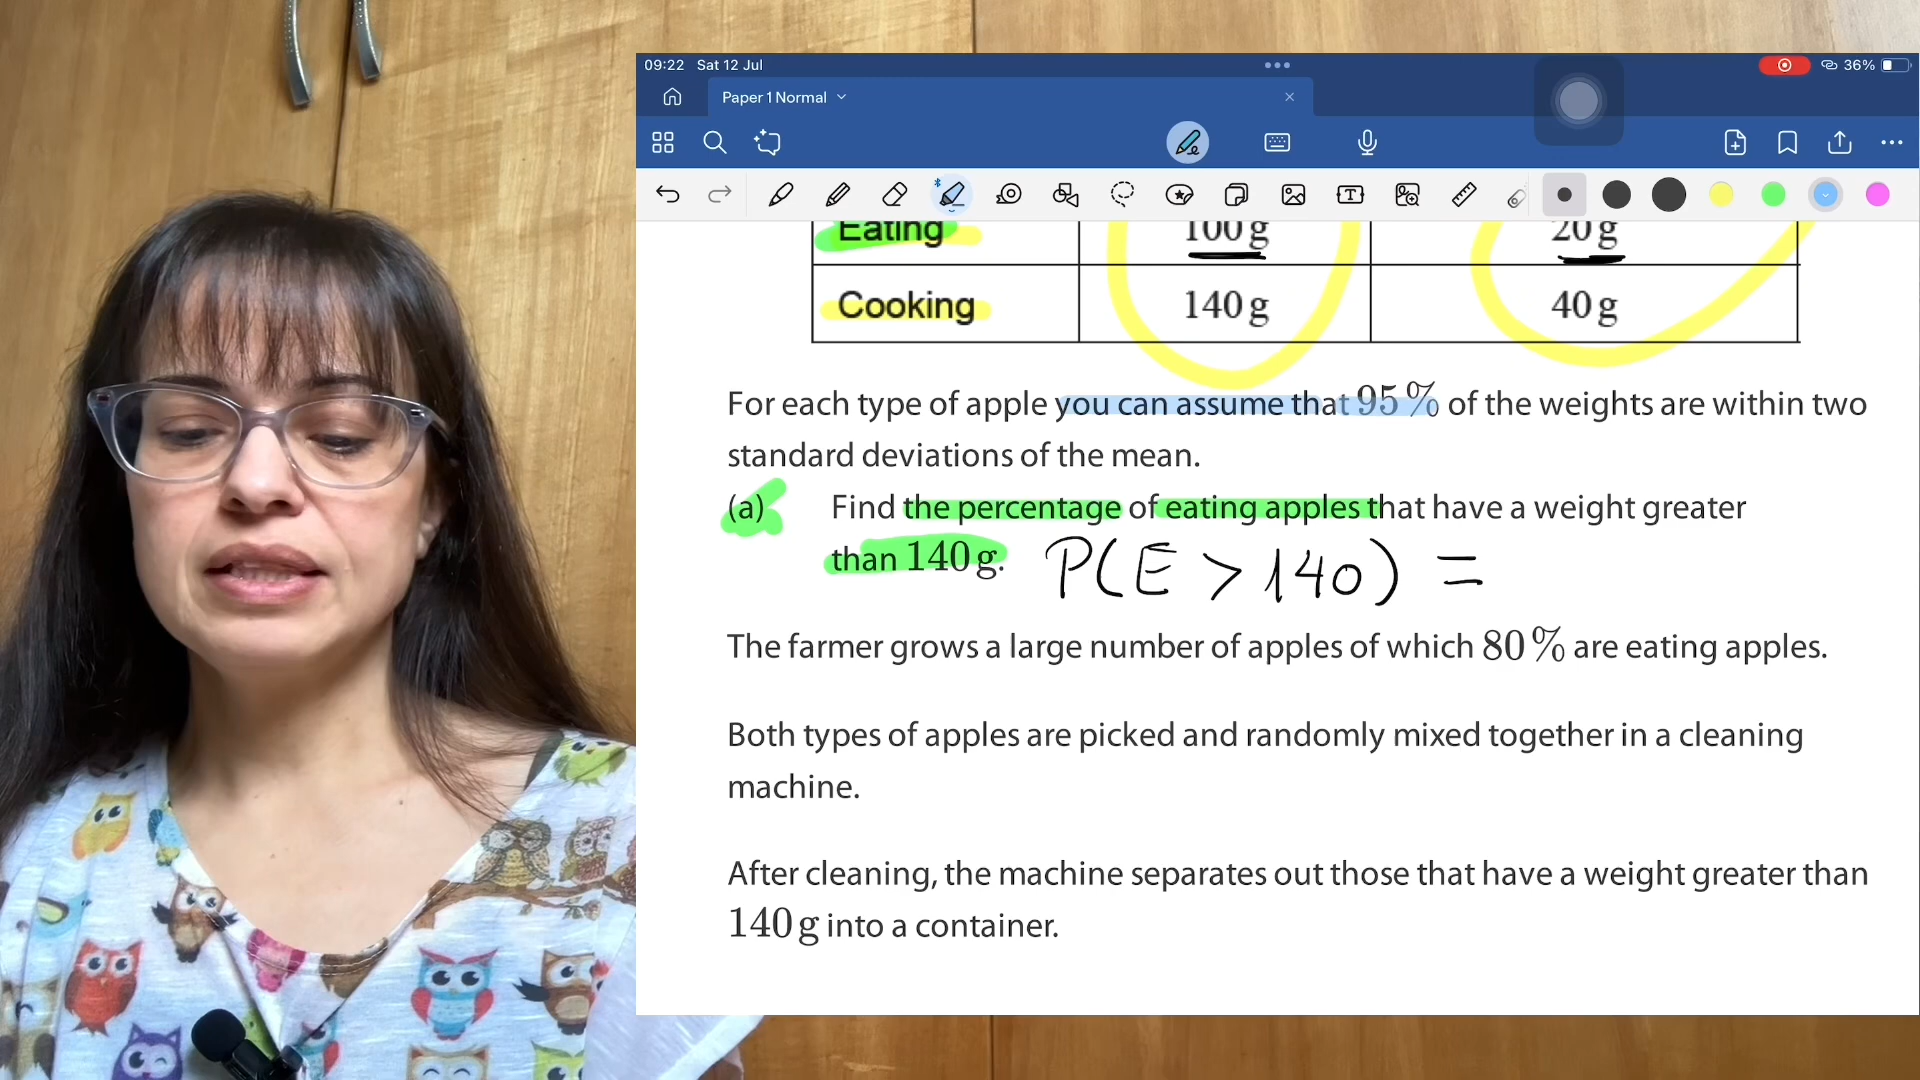 09:22 Sat 12 Jul
36%
Paper 1 Normal
Eating 100 g 20 g
Cooking 140 g 40 g
For each type of apple you can assume that 95 % of the weights are within two
standard deviations of the mean.
(a) Find the percentage of eating apples that have a weight greater
than 140 g. P(E > 140) =
The farmer grows a large number of apples of which 80 % are eating apples.
Both types of apples are picked and randomly mixed together in a cleaning
machine.
After cleaning, the machine separates out those that have a weight greater than
140 g into a container.